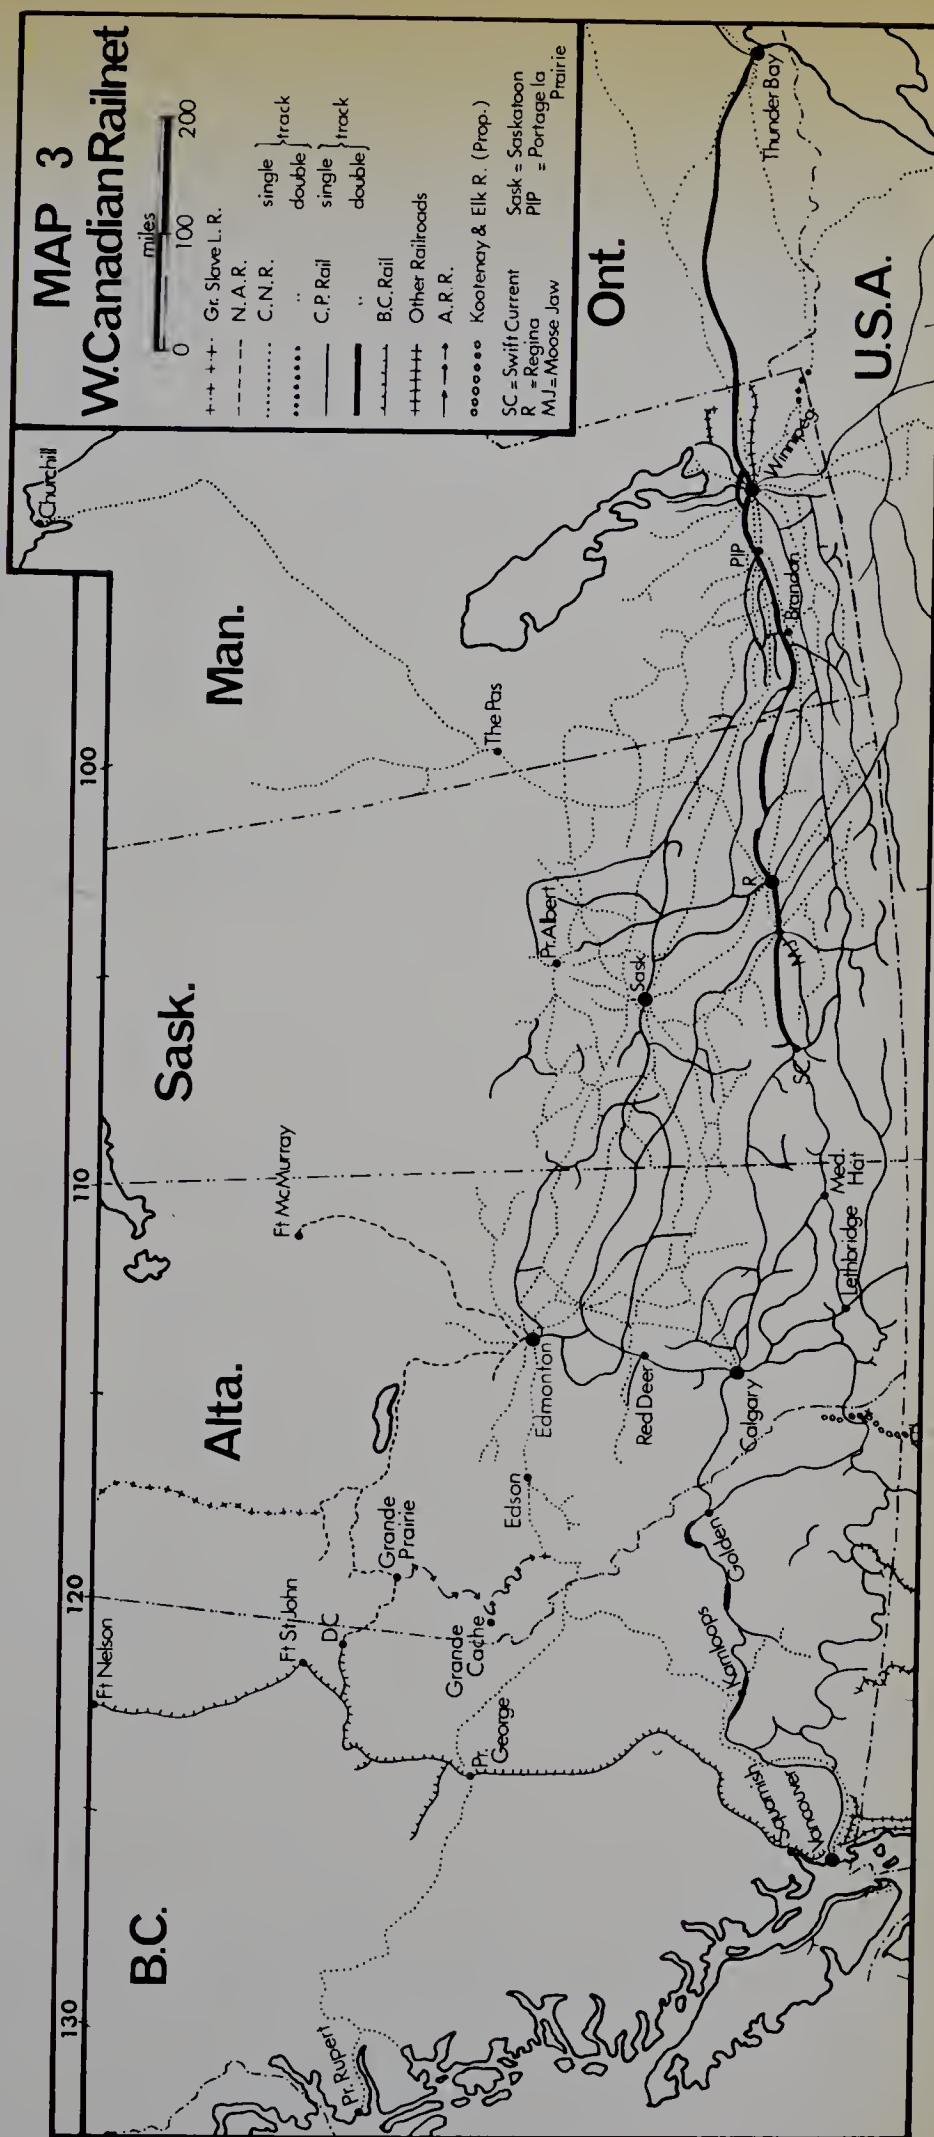 MAP 3
W.CanadianRailnet
miles
0 100 200
Gr. Slave L.R.
N.A.R.
C.N.R. single } track
" double
C.P. Rail single } track
" double
B.C. Rail
Other Railroads
A.R.R.
Kootenay & Elk R. (Prop.)
SC = Swift Current
R = Regina
MJ = Moose Jaw
Sask = Saskatoon
PlP = Portage la
Prairie
130
120
110
100
B.C.
Alta.
Sask.
Man.
Ont.
U.S.A.
Churchill
Ft Nelson
Ft St John
DC
Grande
Prairie
Grande
Cache
Pr.
George
Pr. Rupert
Ft McMurray
The Pas
Edson
Edmonton
Red Deer
Calgary
Golden
Kamloops
Squamish
Vancouver
Lethbridge
Med.
Hat
Pr. Albert
Sask
SC
MJ
R
Brandon
PlP
Winnipeg
Thunder Bay